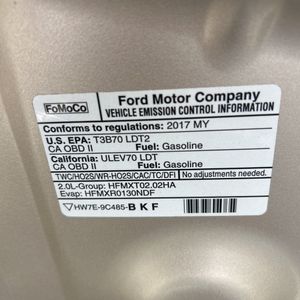 FoMoCo
Ford Motor Company
VEHICLE EMISSION CONTROL INFORMATION
Conforms to regulations: 2017 MY
U.S. EPA: T3B70 LDT2
CA OBD II Fuel: Gasoline
California: ULEV70 LDT
CA OBD II Fuel: Gasoline
TWC/HO2S/WR-HO2S/CAC/TC/DFI No adjustments needed.
2.0L-Group: HFMXT02.02HA
Evap: HFMXR0130NDF
HW7E-9C485-B K F